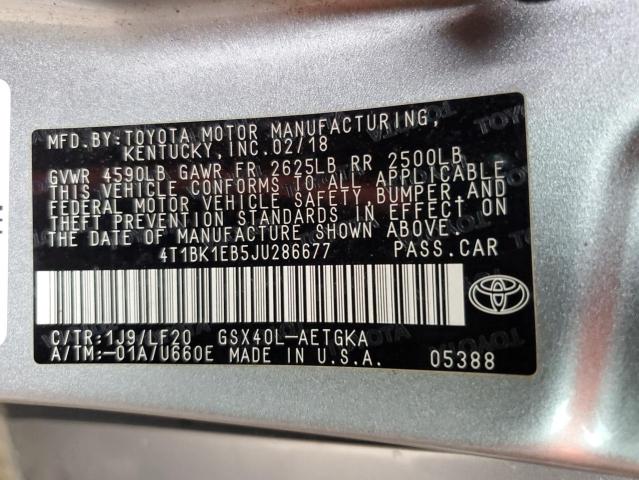 MFD.BY:TOYOTA MOTOR MANUFACTURING,
KENTUCKY, INC.02/18
GVWR 4590LB GAWR FR 2625LB RR 2500LB
THIS VEHICLE CONFORMS TO ALL APPLICABLE
FEDERAL MOTOR VEHICLE SAFETY,BUMPER,AND
THEFT PREVENTION STANDARDS IN EFFECT ON
THE DATE OF MANUFACTURE SHOWN ABOVE.
4T1BK1EB5JU286677 PASS.CAR
C/TR:1J9/LF20 GSX40L-AETGKA
A/TM:-01A/U660E MADE IN U.S.A. 05388